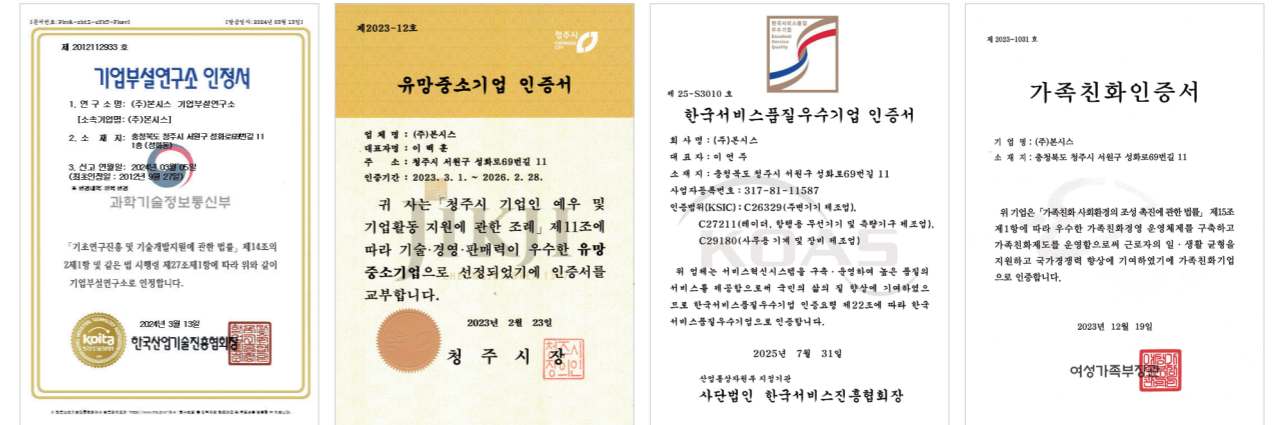 제 2012112933 호
기업부설연구소 인정서
1. 연 구 소 명: (주)본시스 기업부설연구소
[소속기업명: (주)본시스]
2. 소 재 지: 충청북도 청주시 서원구 성화로69번길 11
1층 (성화동)
3. 신고 연월일: 2024년 03월 05일
(최초인정일 : 2012년 9월 27일)
과학기술정보통신부
「기초연구진흥 및 기술개발지원에 관한 법률」 제14조의
2제1항 및 같은 법 시행령 제27조제1항에 따라 위와 같이
기업부설연구소로 인정합니다.
2024년 3월 13일
koita
한국산업기술진흥협회장
제2023-12호
청주시
유망중소기업 인증서
업 체 명 : (주)본시스
대표자명 : 이 백 훈
주 소 : 청주시 서원구 성화로69번길 11
인증기간 : 2023. 3. 1. ~ 2026. 2. 28.
귀 사는「청주시 기업인 예우 및
기업활동 지원에 관한 조례」제11조에
따라 기술·경영·판매력이 우수한 유망
중소기업으로 선정되었기에 인증서를
교부합니다.
JIKJI
2023년 2월 23일
청 주 시 장
한국서비스품질
우수기업
Excellent
Service
Quality
제 25-S3010 호
한국서비스품질우수기업 인증서
회 사 명 : (주)본시스
대 표 자 : 이 연 주
소 재 지 : 충청북도 청주시 서원구 성화로69번길 11
사업자등록번호 : 317-81-11587
인증범위(KSIC) : C26329(주변기기 제조업),
C27211(레이더, 항행용 무선기기 및 측량기구 제조업),
C29180(사무용 기계 및 장비 제조업)
KOAS
위 업체는 서비스혁신시스템을 구축 · 운영하여 높은 품질의
서비스를 제공함으로써 국민의 삶의 질 향상에 기여하였으
므로 한국서비스품질우수기업 인증요령 제22조에 따라 한국
서비스품질우수기업으로 인증합니다.
2025년 7월 31일
산업통상자원부 지정기관
사단법인 한국서비스진흥협회장
제 2023-1031 호
가족친화인증서
기 업 명 : (주)본시스
소 재 지 : 충청북도 청주시 서원구 성화로69번길 11
위 기업은 「가족친화 사회환경의 조성 촉진에 관한 법률」 제15조
제1항에 따라 우수한 가족친화경영 운영체제를 구축하고
가족친화제도를 운영함으로써 근로자의 일 · 생활 균형을
지원하고 국가경쟁력 향상에 기여하였기에 가족친화기업
으로 인증합니다.
2023년 12월 19일
여성가족부장관